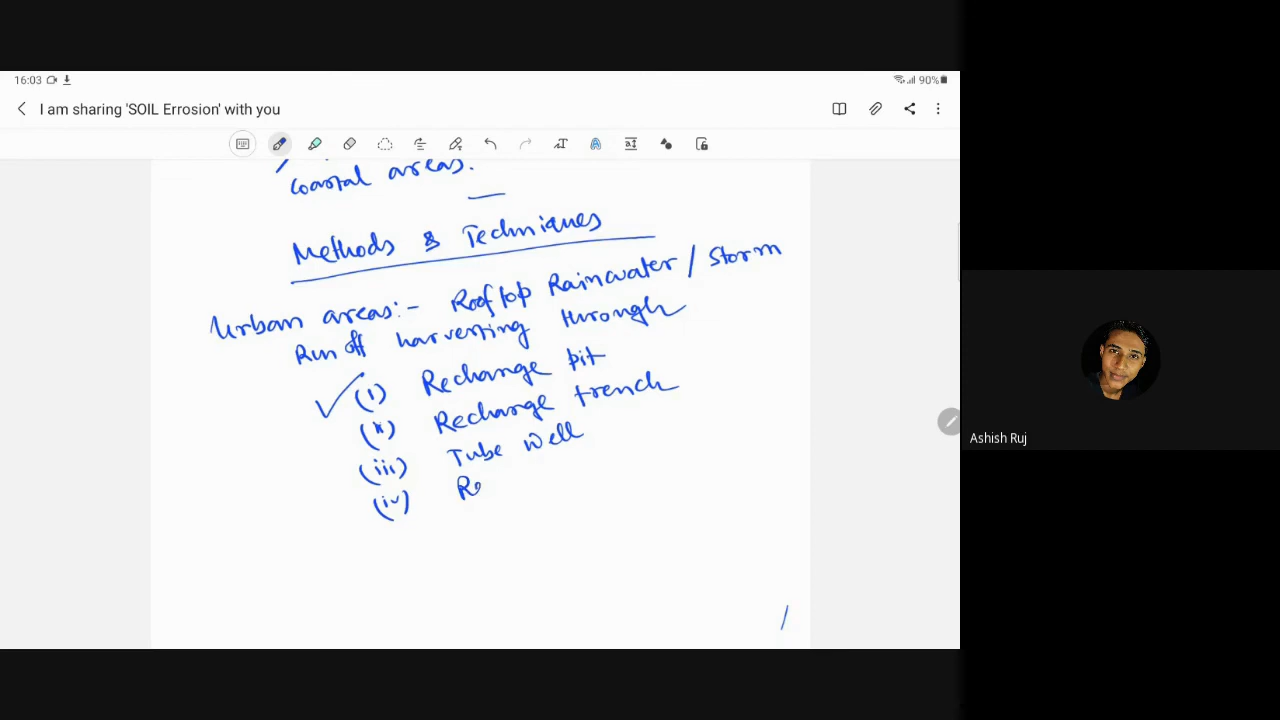 16:03
90%
I am sharing 'SOIL Errosion' with you
coastal areas.
Methods & Techniques
Urban areas:- Rooftop Rainwater / Storm
Run off harvesting through
(i) Recharge pit
(ii) Recharge trench
(iii) Tube Well
(iv) Re
Ashish Ruj